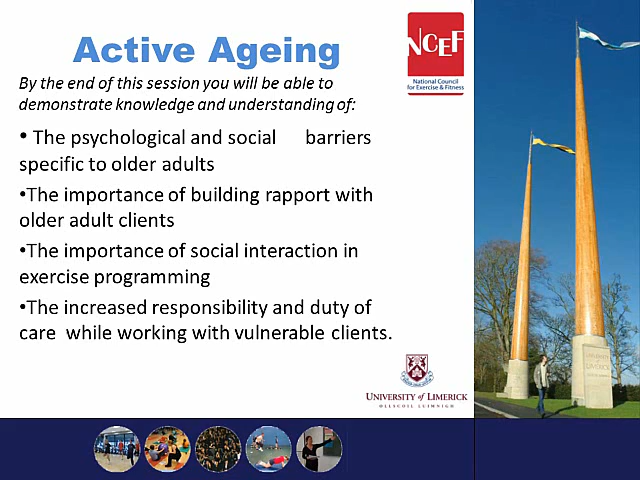 Active Ageing
By the end of this session you will be able to
demonstrate knowledge and understanding of:
• The psychological and social barriers
specific to older adults
•The importance of building rapport with
older adult clients
•The importance of social interaction in
exercise programming
•The increased responsibility and duty of
care while working with vulnerable clients.
NCEF
National Council
for Exercise & Fitness
UNIVERSITY of LIMERICK
OLLSCOIL LUIMNIGH
LIMERICK